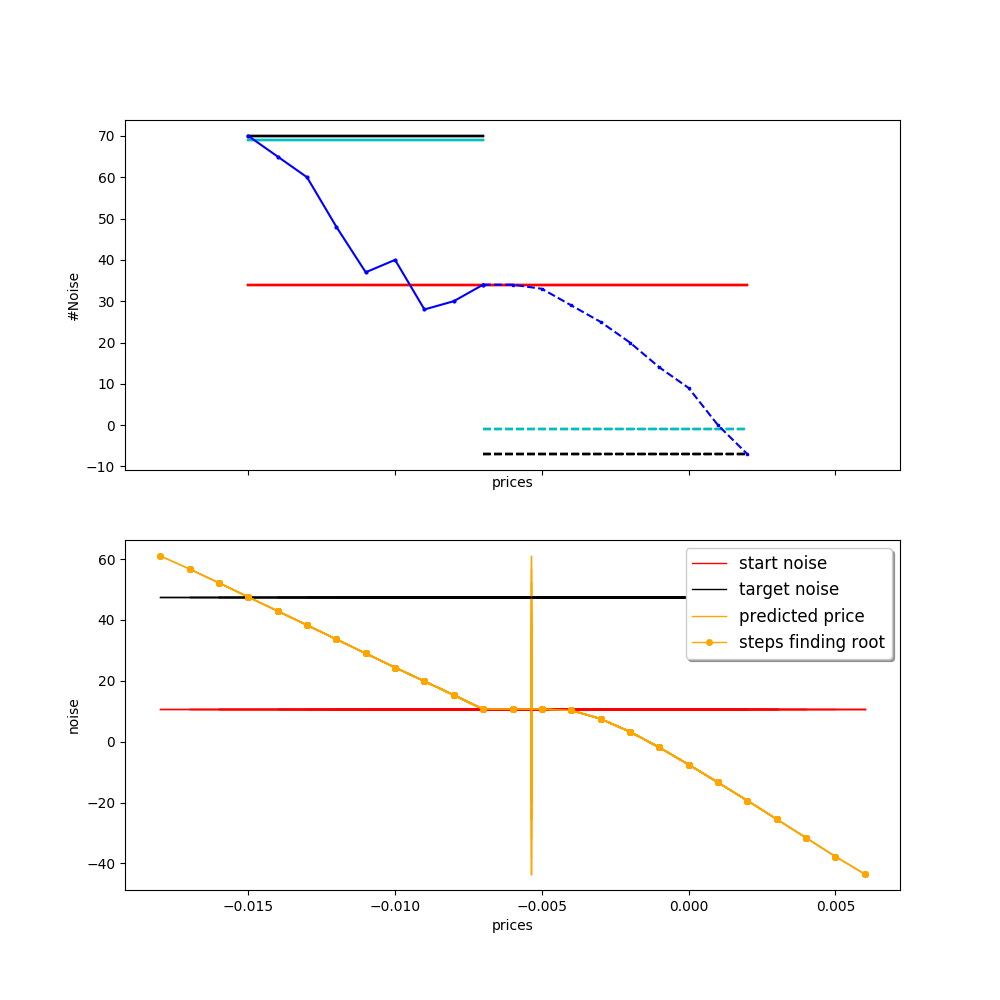 70
60
50
40
30
20
10
0
−10
#Noise
prices
60
40
20
0
−20
−40
noise
start noise
target noise
predicted price
steps finding root
−0.015 −0.010 −0.005 0.000 0.005
prices